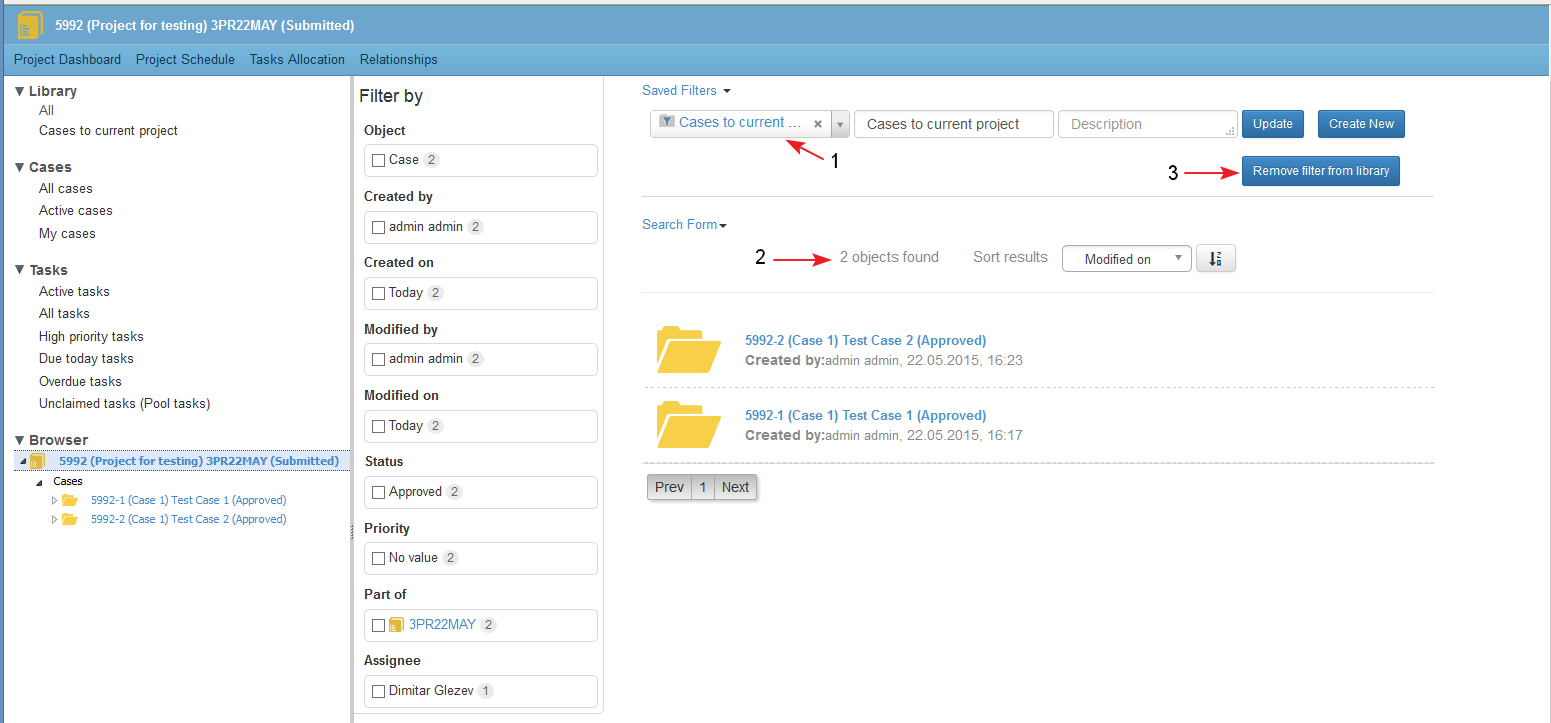 5992 (Project for testing) 3PR22MAY (Submitted)
Project Dashboard Project Schedule Tasks Allocation Relationships
Library
All
Cases to current project
Cases
All cases
Active cases
My cases
Tasks
Active tasks
All tasks
High priority tasks
Due today tasks
Overdue tasks
Unclaimed tasks (Pool tasks)
Browser
5992 (Project for testing) 3PR22MAY (Submitted)
Cases
5992-1 (Case 1) Test Case 1 (Approved)
5992-2 (Case 1) Test Case 2 (Approved)
Filter by
Object
Case 2
Created by
admin admin 2
Created on
Today 2
Modified by
admin admin 2
Modified on
Today 2
Status
Approved 2
Priority
No value 2
Part of
3PR22MAY 2
Assignee
Dimitar Glezev 1
Saved Filters
Cases to current ... × Cases to current project Description Update Create New
1
3 Remove filter from library
Search Form
2 2 objects found Sort results Modified on
5992-2 (Case 1) Test Case 2 (Approved)
Created by:admin admin, 22.05.2015, 16:23
5992-1 (Case 1) Test Case 1 (Approved)
Created by:admin admin, 22.05.2015, 16:17
Prev 1 Next